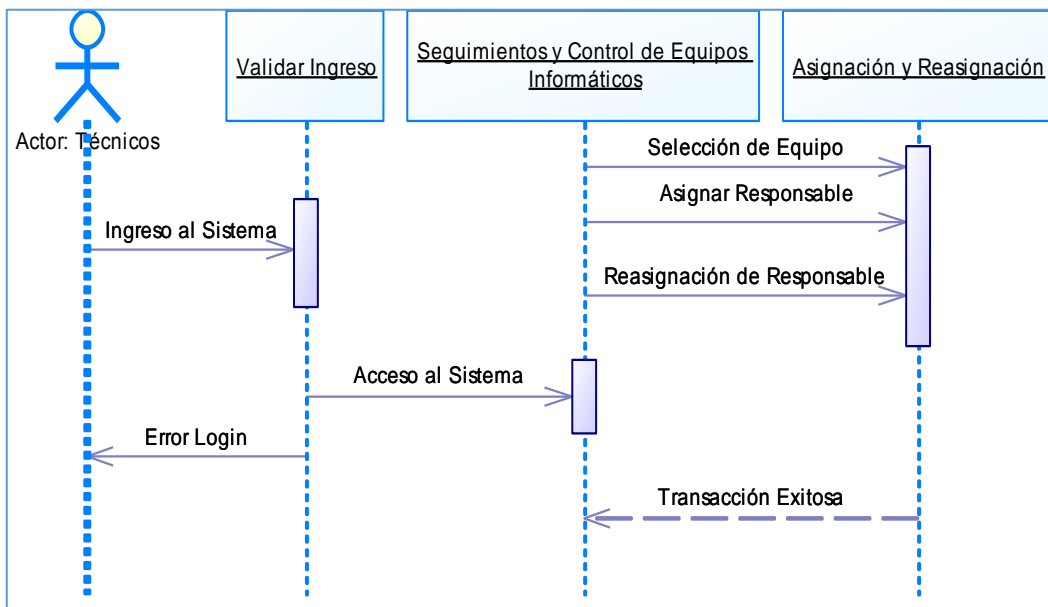 Actor: Técnicos
Validar Ingreso
Seguimientos y Control de Equipos
Informáticos
Asignación y Reasignación
Selección de Equipo
Asignar Responsable
Ingreso al Sistema
Reasignación de Responsable
Acceso al Sistema
Error Login
Transacción Exitosa